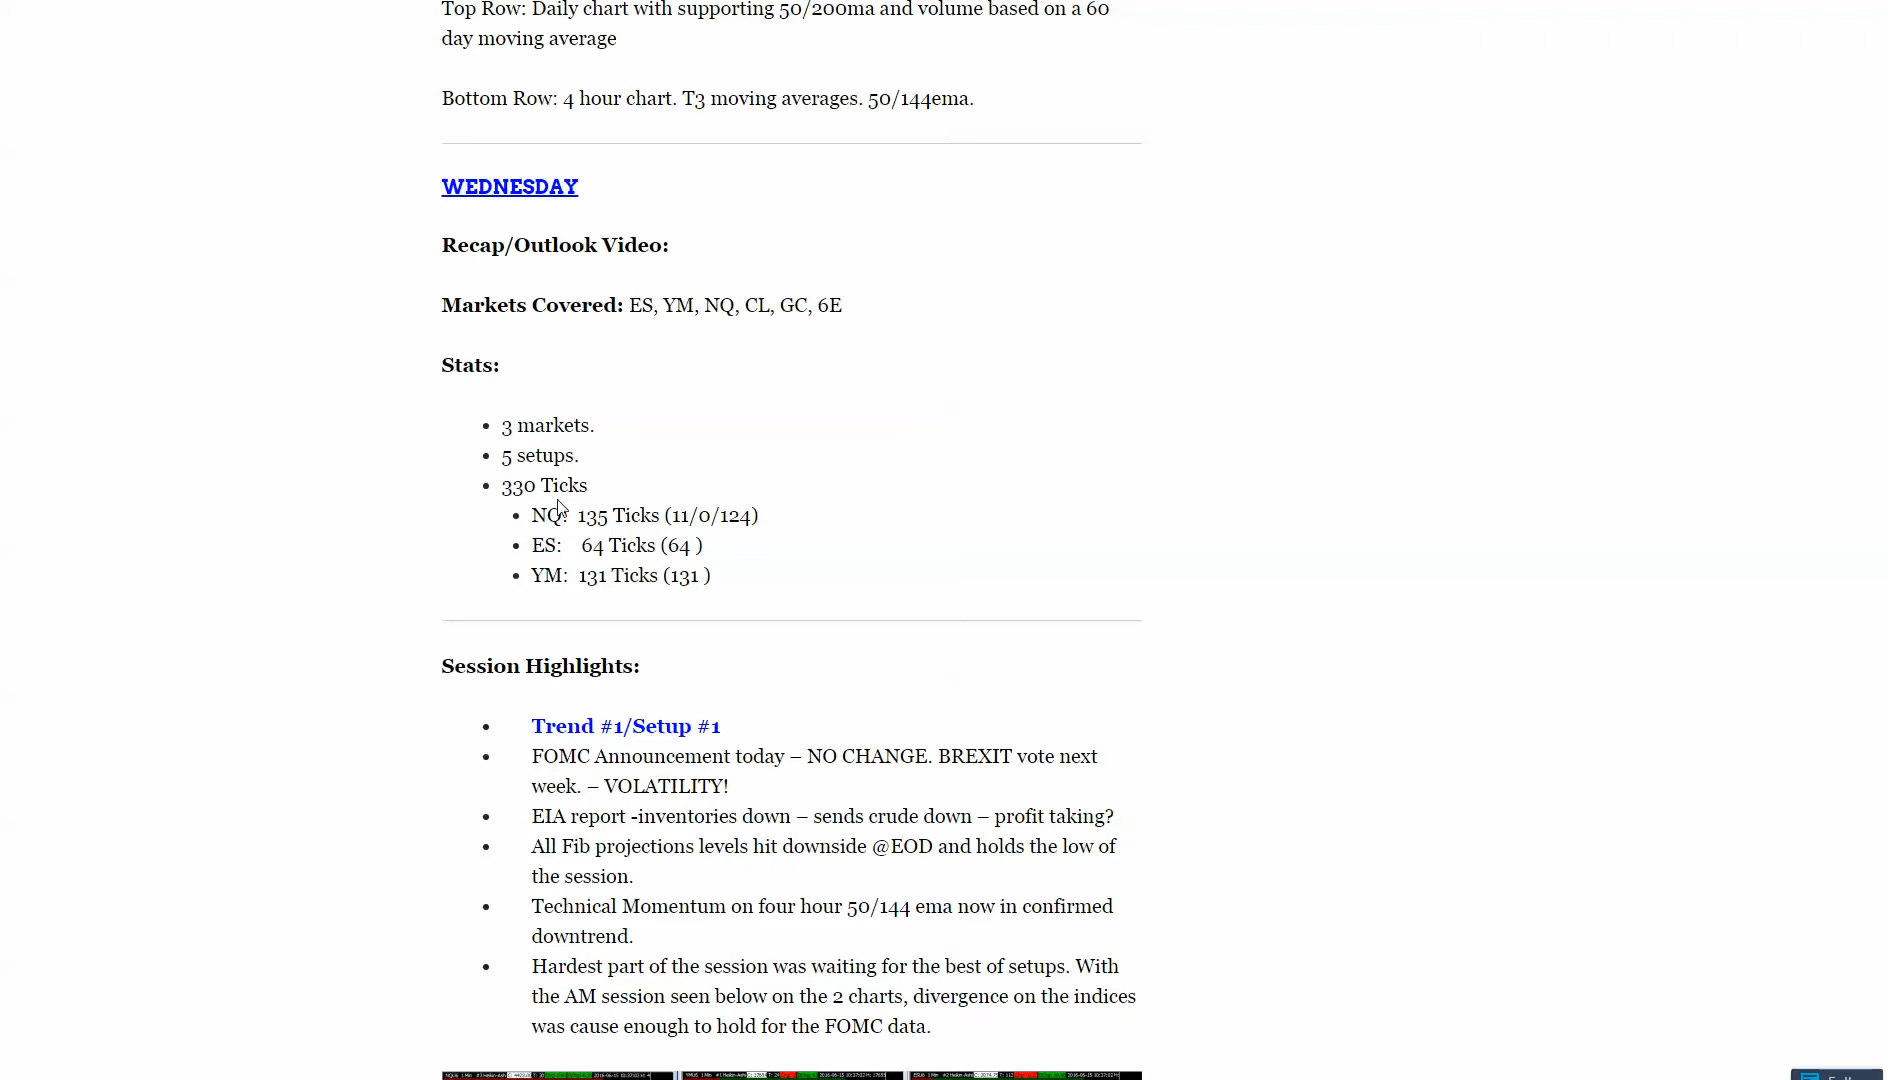 Top Row: Daily chart with supporting 50/200ma and volume based on a 60
day moving average
Bottom Row: 4 hour chart. T3 moving averages. 50/144ema.
WEDNESDAY
Recap/Outlook Video:
Markets Covered: ES, YM, NQ, CL, GC, 6E
Stats:
3 markets.
5 setups.
330 Ticks
NQ: 135 Ticks (11/0/124)
ES: 64 Ticks (64 )
YM: 131 Ticks (131 )
Session Highlights:
Trend #1/Setup #1
FOMC Announcement today – NO CHANGE. BREXIT vote next
week. – VOLATILITY!
EIA report -inventories down – sends crude down – profit taking?
All Fib projections levels hit downside @EOD and holds the low of
the session.
Technical Momentum on four hour 50/144 ema now in confirmed
downtrend.
Hardest part of the session was waiting for the best of setups. With
the AM session seen below on the 2 charts, divergence on the indices
was cause enough to hold for the FOMC data.